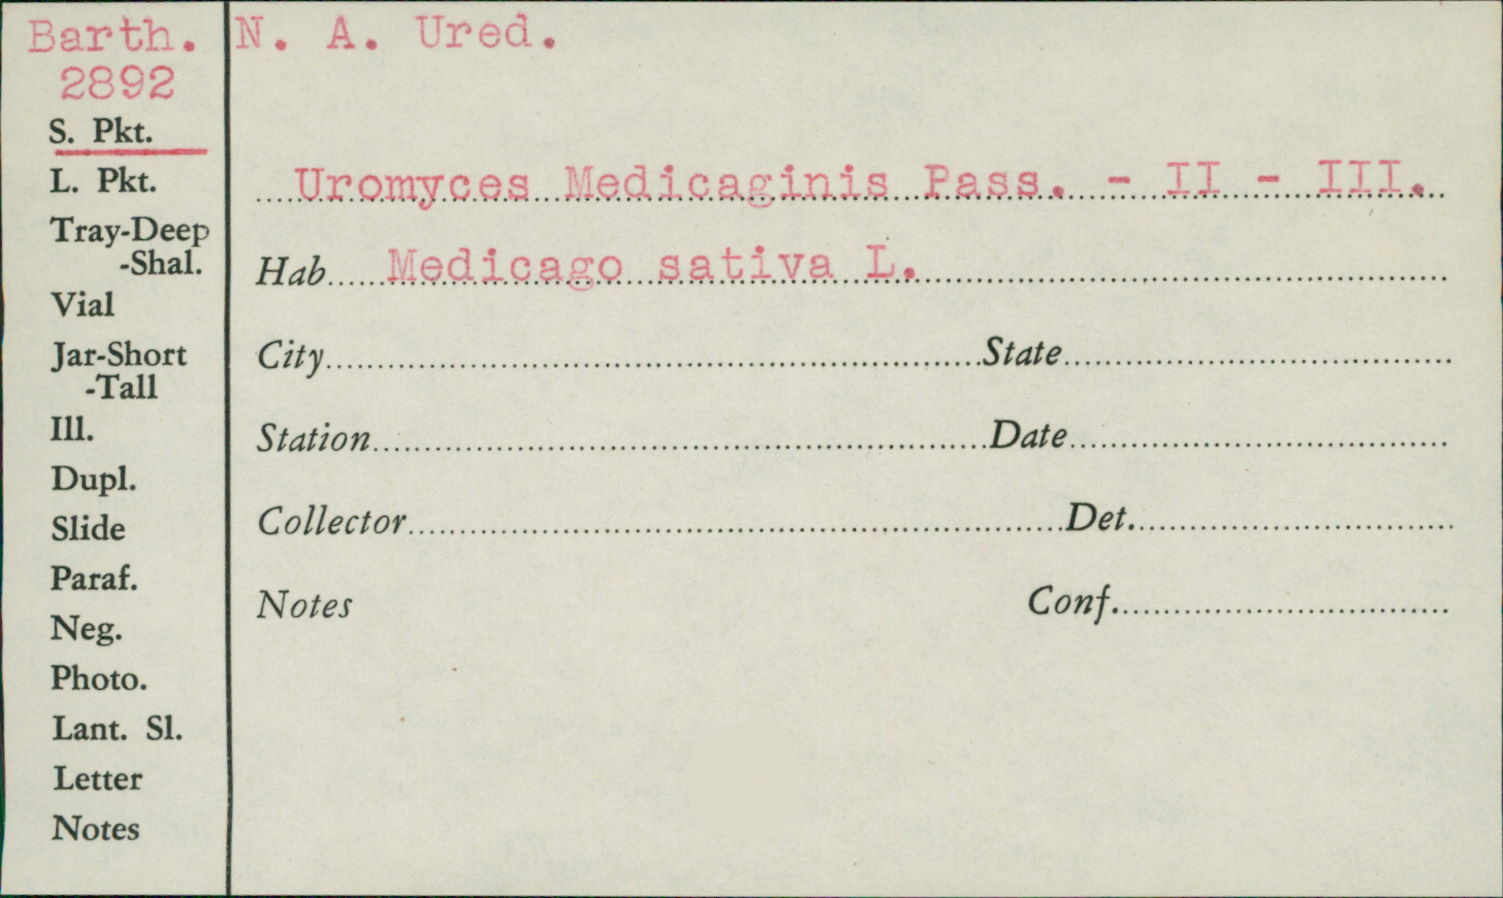 Barth. N. A. Ured.
2892
S. Pkt.
L. Pkt.
Tray-Deep
-Shal.
Vial
Jar-Short
-Tall
Ill.
Dupl.
Slide
Paraf.
Neg.
Photo.
Lant. Sl.
Letter
Notes
Uromyces Medicaginis Pass. - II - III.
Hab. Medicago sativa L.
City State
Station Date
Collector Det.
Notes Conf.